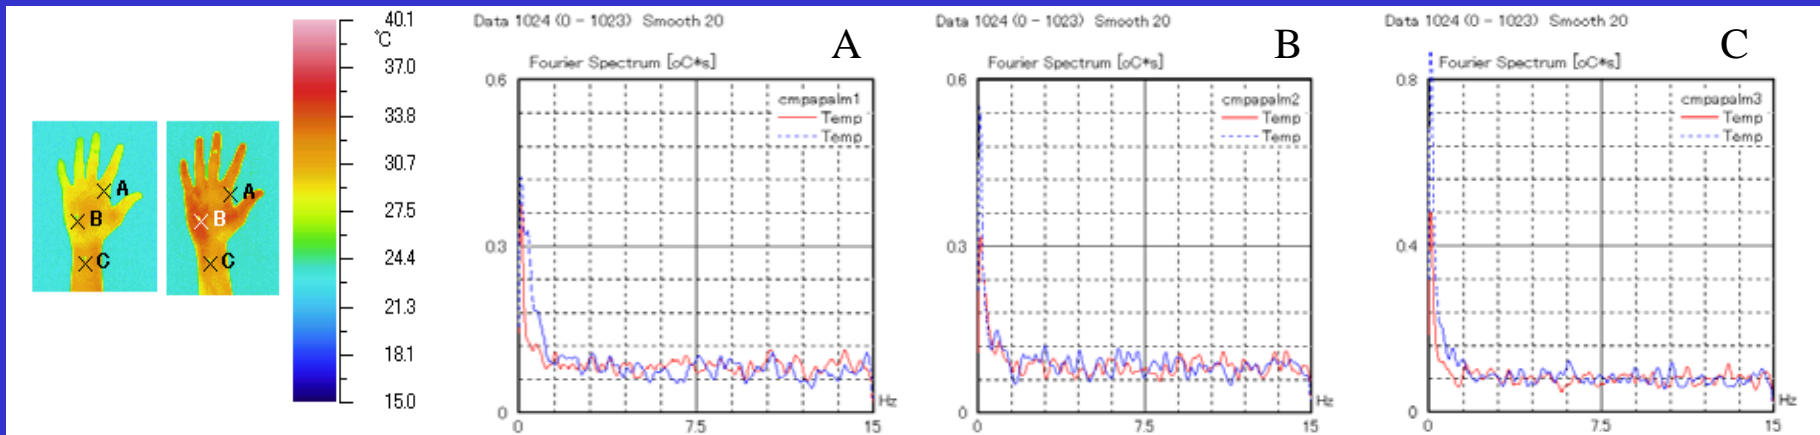 A
B
C
A
B
C
40.1
°C
37.0
33.8
30.7
27.5
24.4
21.3
18.1
15.0
Data 1024 (0 - 1023) Smooth 20
A
Fourier Spectrum [oC*s]
0.6
cmpapalm1
Temp
Temp
0.3
0
Hz
0
7.5
15
Data 1024 (0 - 1023) Smooth 20
B
Fourier Spectrum [oC*s]
0.6
cmpapalm2
Temp
Temp
0.3
0
Hz
0
7.5
15
Data 1024 (0 - 1023) Smooth 20
C
Fourier Spectrum [oC*s]
0.8
cmpapalm3
Temp
Temp
0.4
0
Hz
0
7.5
15